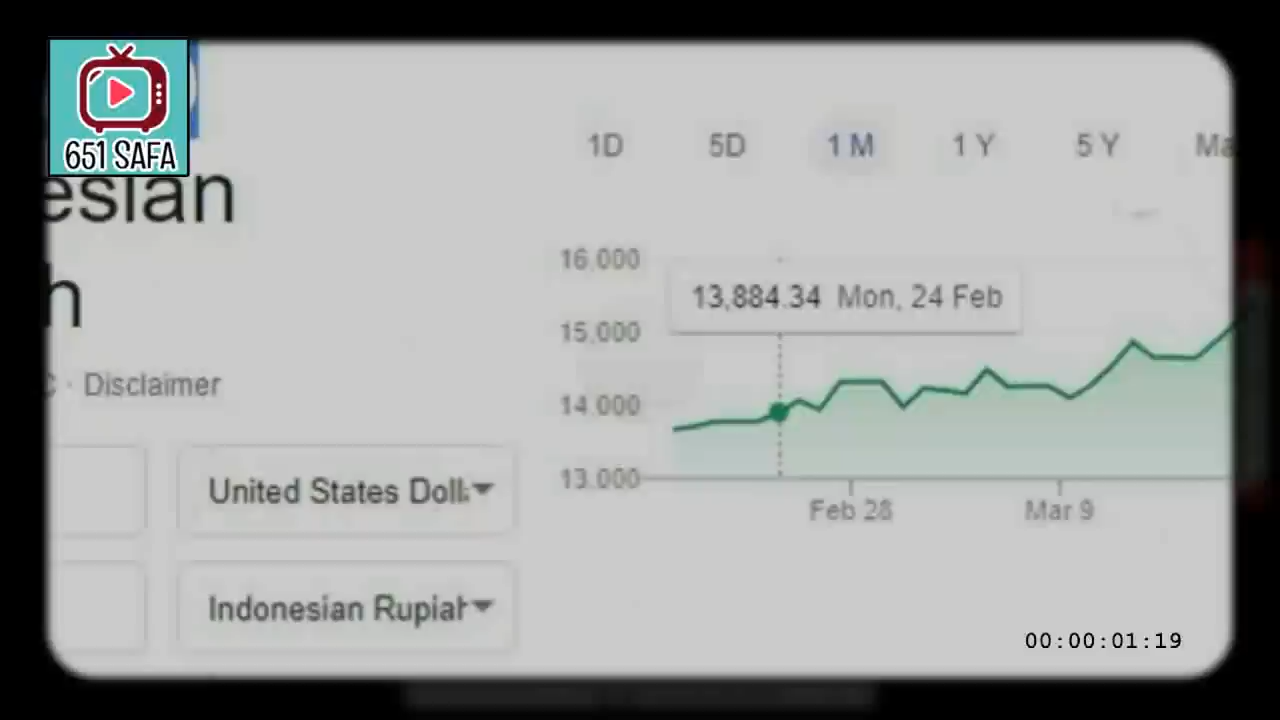 651 SAFA
esian
h
1D 5D 1 M 1 Y 5 Y Ma
16,000
13,884.34 Mon, 24 Feb
15,000
14,000
13,000
Feb 28 Mar 9
· Disclaimer
United States Doll
Indonesian Rupiah
00:00:01:19